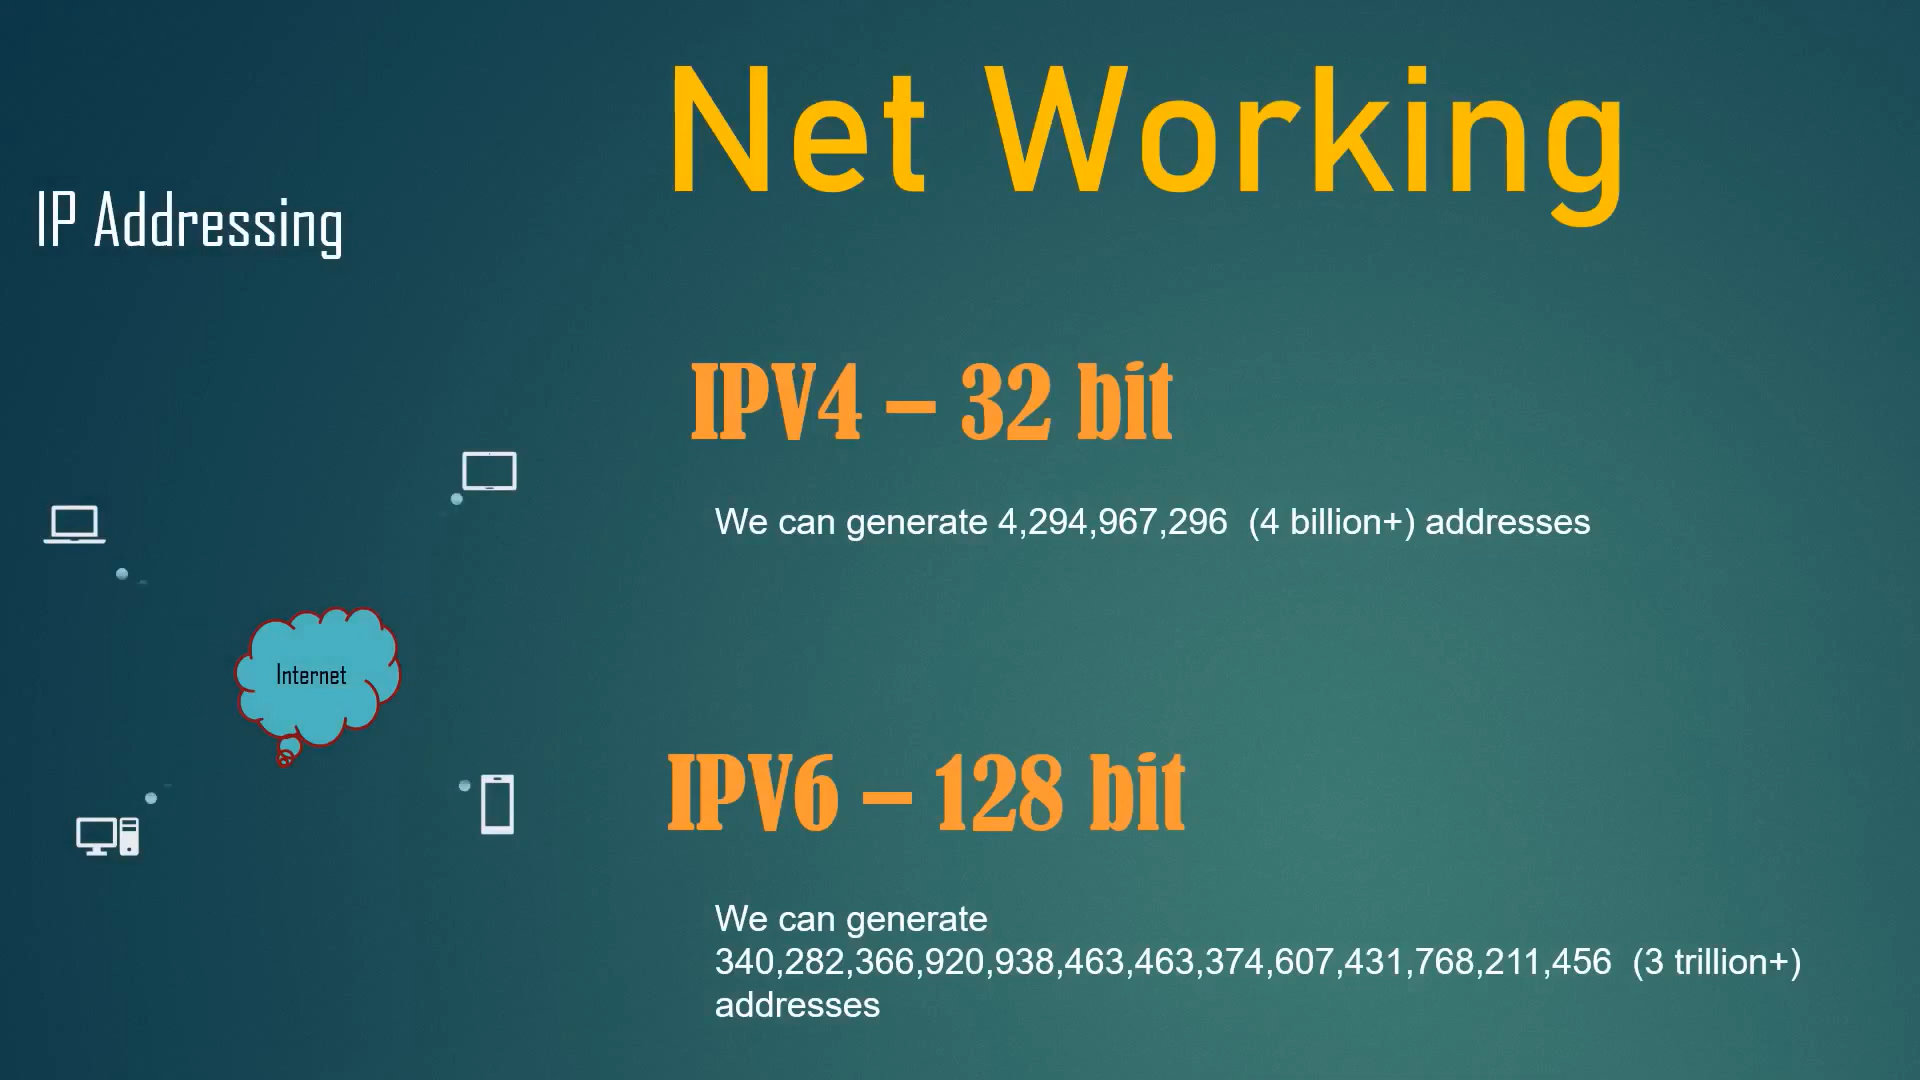 Net Working
IP Addressing
IPV4 – 32 bit
We can generate 4,294,967,296 (4 billion+) addresses
Internet
IPV6 – 128 bit
We can generate
340,282,366,920,938,463,463,374,607,431,768,211,456 (3 trillion+)
addresses